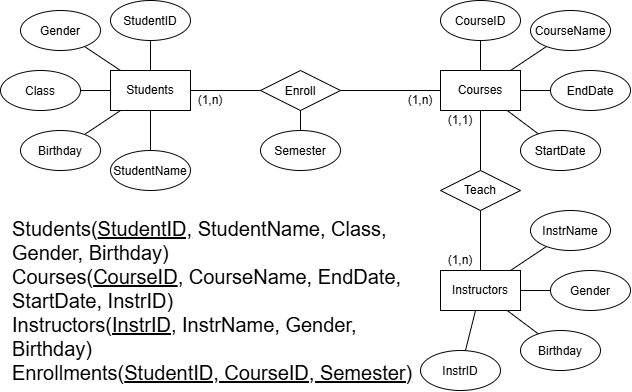 StudentID
CourseID
Gender
CourseName
Class
Students
Enroll
Courses
EndDate
(1,n)
(1,n)
(1,1)
Birthday
Semester
StartDate
StudentName
Teach
Students(StudentID, StudentName, Class,
Gender, Birthday)
Courses(CourseID, CourseName, EndDate,
StartDate, InstrID)
Instructors(InstrID, InstrName, Gender,
Birthday)
Enrollments(StudentID, CourseID, Semester)
InstrName
(1,n)
Instructors
Gender
Birthday
InstrID